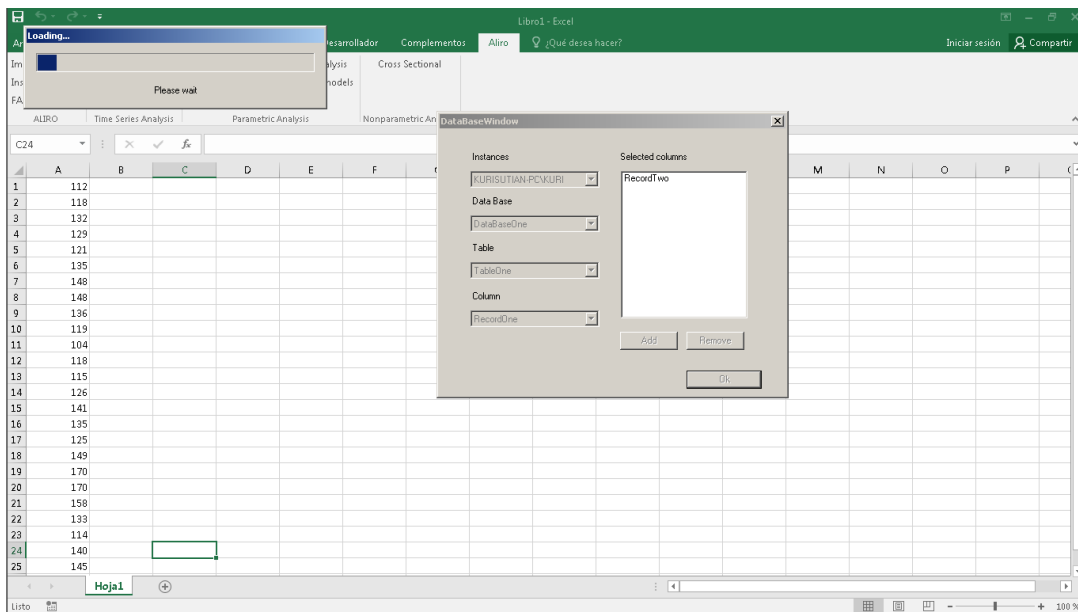 Libro1 - Excel
Loading...
Please wait
Desarrollador Complementos Aliro ¿Qué desea hacer? Iniciar sesión Compartir
Cross Sectional
ALIRO Time Series Analysis Parametric Analysis Nonparametric An
C24 fx
DataBaseWindow
Instances
KURISUTIAN-PC\KURI
Data Base
DataBaseOne
Table
TableOne
Column
RecordOne
Selected columns
RecordTwo
Add Remove
Ok
A B C D E F M N O P
1 112
2 118
3 132
4 129
5 121
6 135
7 148
8 148
9 136
10 119
11 104
12 118
13 115
14 126
15 141
16 135
17 125
18 149
19 170
20 170
21 158
22 133
23 114
24 140
25 145
Hoja1
Listo 100 %